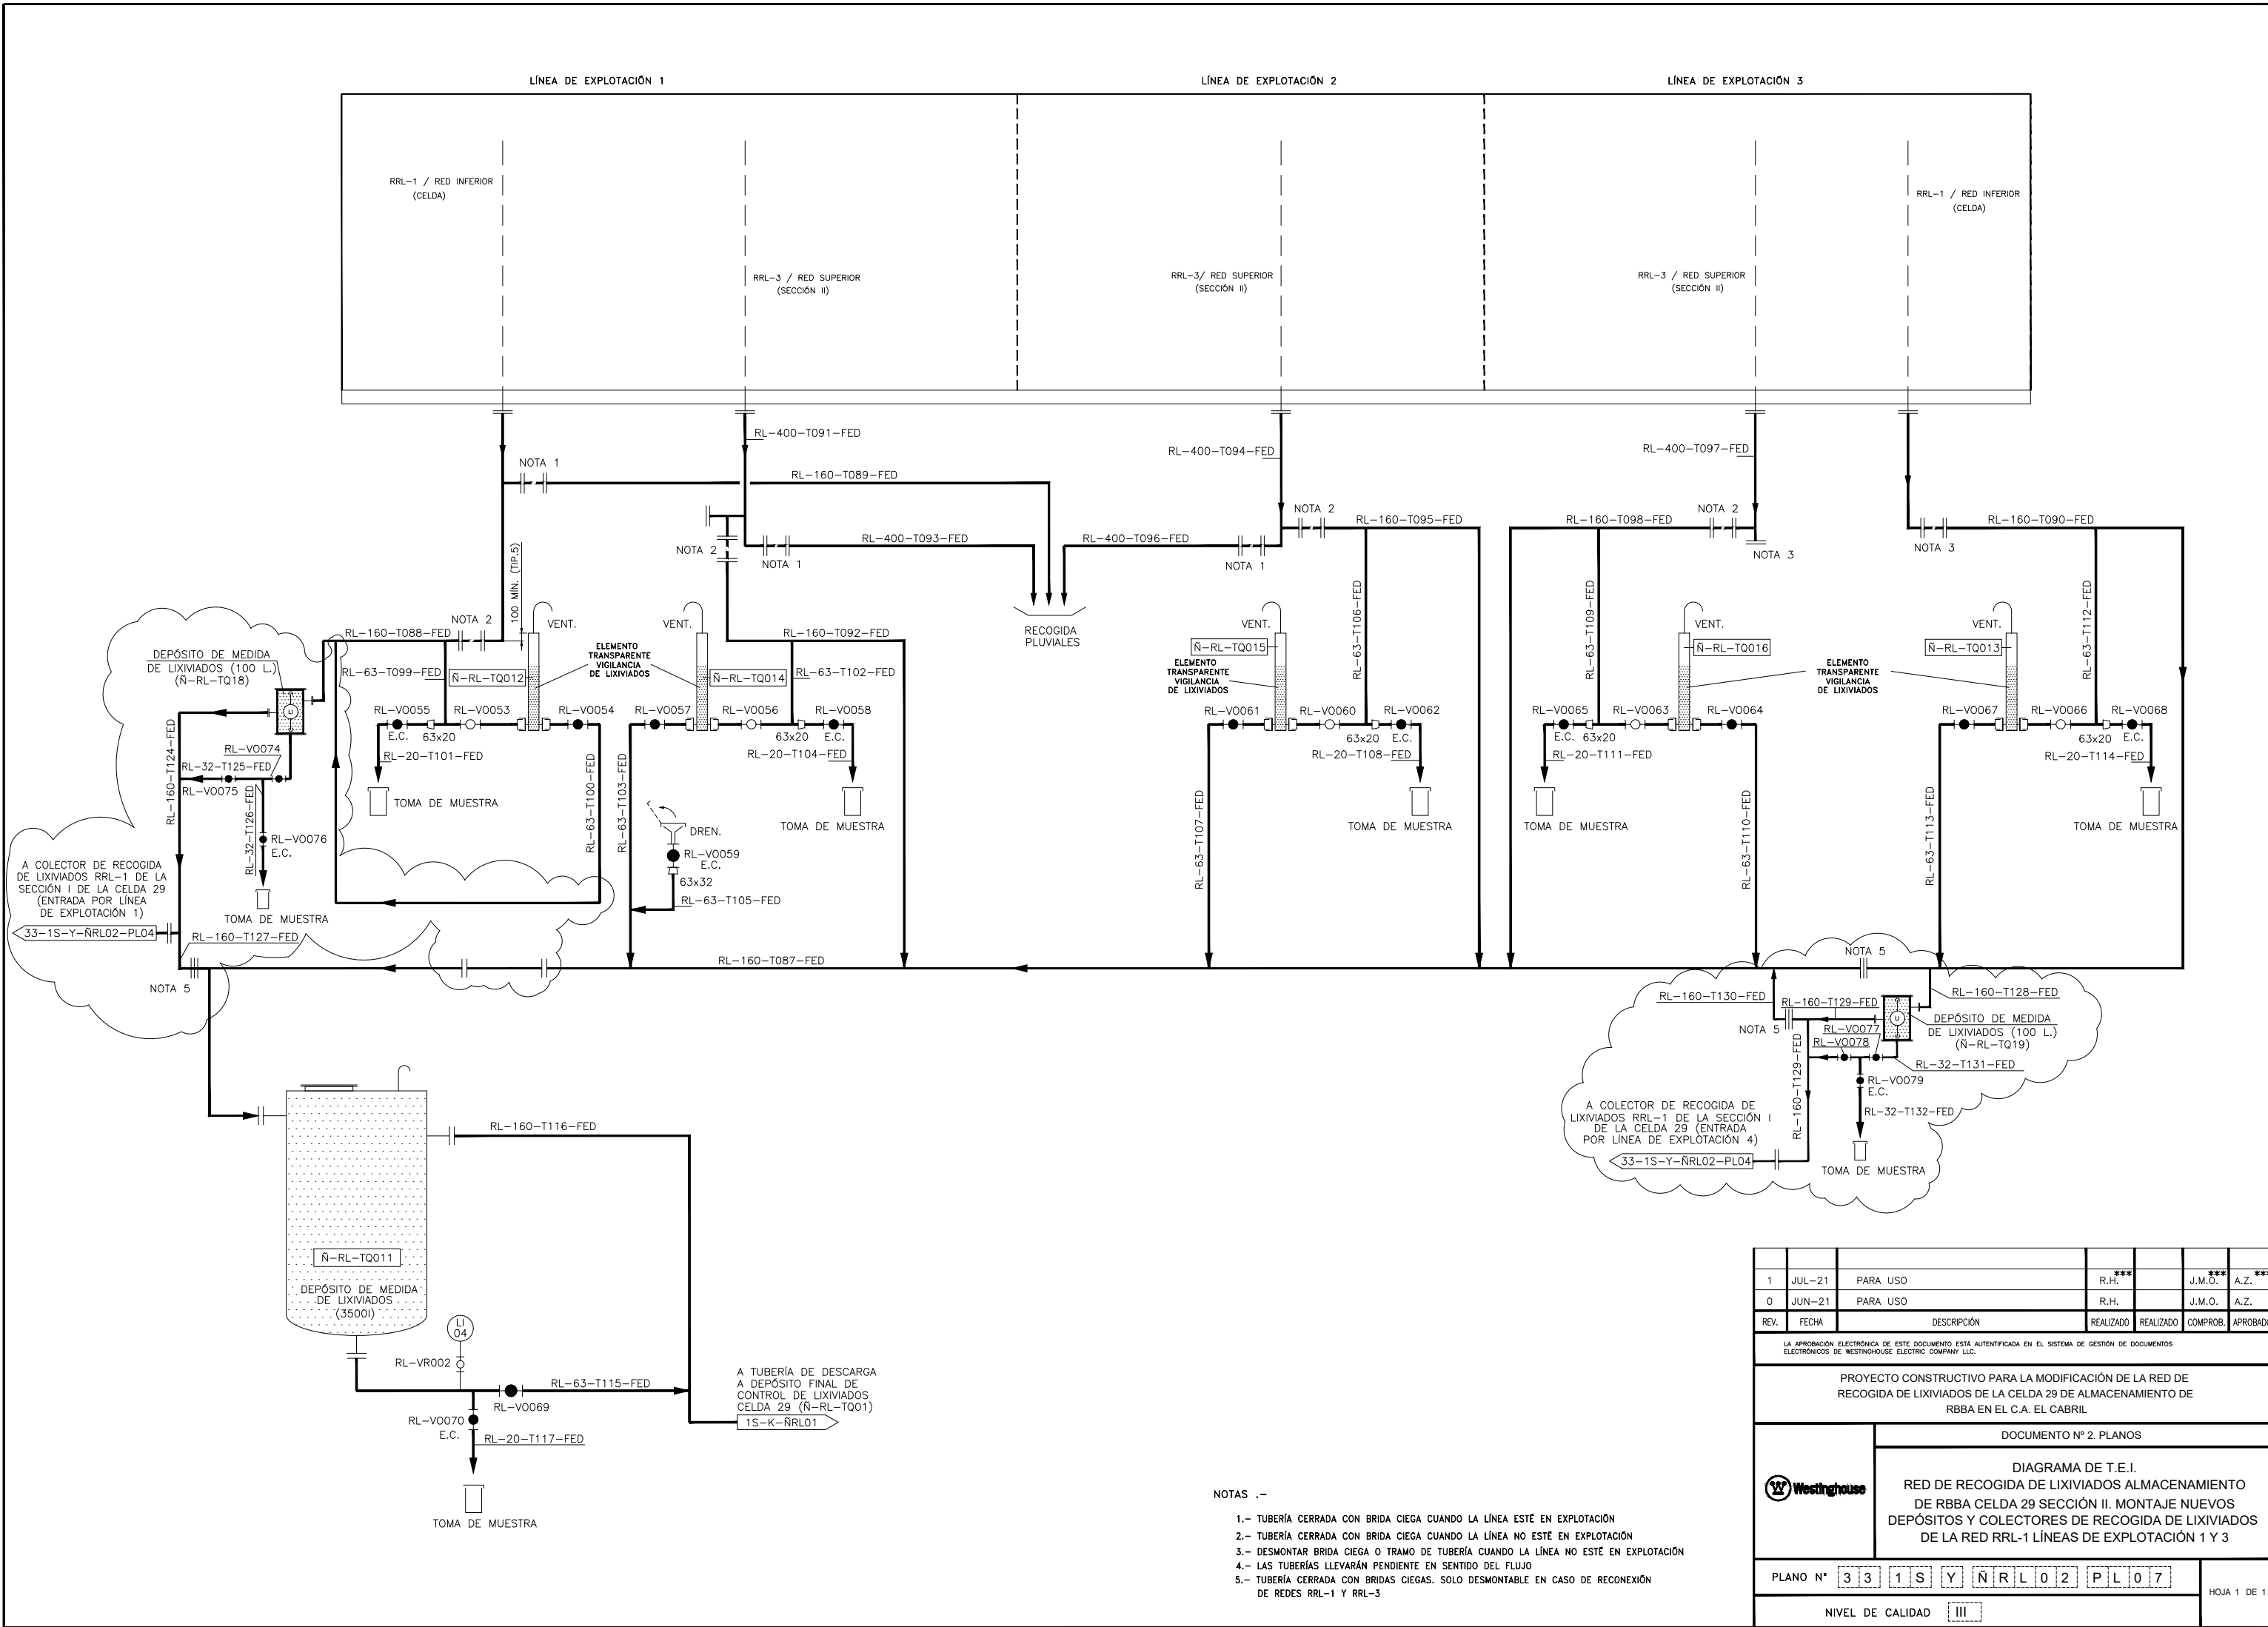 LÍNEA DE EXPLOTACIÓN 1
LÍNEA DE EXPLOTACIÓN 2
LÍNEA DE EXPLOTACIÓN 3
RRL-1 / RED INFERIOR
(CELDA)
RRL-3 / RED SUPERIOR
(SECCIÓN II)
RRL-3/ RED SUPERIOR
(SECCIÓN II)
RRL-3 / RED SUPERIOR
(SECCIÓN II)
RRL-1 / RED INFERIOR
(CELDA)
RL-400-T091-FED
RL-400-T094-FED
RL-400-T097-FED
NOTA 1
RL-160-T089-FED
NOTA 2
RL-400-T093-FED
NOTA 1
RL-400-T096-FED
NOTA 1
NOTA 2
RL-160-T095-FED
RL-160-T098-FED
NOTA 2
NOTA 3
RL-160-T090-FED
NOTA 3
100 MÍN. (TIP.5)
RECOGIDA
PLUVIALES
RL-160-T088-FED
NOTA 2
VENT.
VENT.
RL-160-T092-FED
DEPÓSITO DE MEDIDA
DE LIXIVIADOS (100 L.)
(Ñ-RL-TQ18)
U
RL-63-T099-FED
Ñ-RL-TQ012
ELEMENTO
TRANSPARENTE
VIGILANCIA
DE LIXIVIADOS
Ñ-RL-TQ014
RL-63-T102-FED
RL-V0055
E.C.
63x20
RL-V0053
RL-V0054
RL-V0057
RL-V0056
63x20
RL-V0058
E.C.
RL-20-T101-FED
TOMA DE MUESTRA
RL-63-T100-FED
RL-63-T103-FED
RL-20-T104-FED
TOMA DE MUESTRA
DREN.
RL-V0059
E.C.
63x32
RL-63-T105-FED
RL-160-T124-FED
RL-V0074
RL-32-T125-FED
RL-V0075
RL-32-T126-FED
RL-V0076
E.C.
TOMA DE MUESTRA
A COLECTOR DE RECOGIDA
DE LIXIVIADOS RRL-1 DE LA
SECCIÓN I DE LA CELDA 29
(ENTRADA POR LÍNEA
DE EXPLOTACIÓN 1)
33-1S-Y-ÑRL02-PL04
RL-160-T127-FED
NOTA 5
RL-160-T087-FED
VENT.
Ñ-RL-TQ015
ELEMENTO
TRANSPARENTE
VIGILANCIA
DE LIXIVIADOS
RL-63-T106-FED
RL-V0061
RL-V0060
63x20
RL-V0062
E.C.
RL-20-T108-FED
TOMA DE MUESTRA
RL-63-T107-FED
RL-63-T109-FED
VENT.
Ñ-RL-TQ016
ELEMENTO
TRANSPARENTE
VIGILANCIA
DE LIXIVIADOS
VENT.
Ñ-RL-TQ013
RL-63-T112-FED
RL-V0065
E.C.
63x20
RL-V0063
RL-V0064
RL-V0067
RL-V0066
63x20
RL-V0068
E.C.
RL-20-T111-FED
TOMA DE MUESTRA
RL-63-T110-FED
RL-63-T113-FED
RL-20-T114-FED
TOMA DE MUESTRA
NOTA 5
RL-160-T130-FED
RL-160-T129-FED
RL-160-T128-FED
NOTA 5
U
DEPÓSITO DE MEDIDA
DE LIXIVIADOS (100 L.)
(Ñ-RL-TQ19)
RL-V0077
RL-V0078
RL-32-T131-FED
RL-160-T129-FED
RL-V0079
E.C.
RL-32-T132-FED
TOMA DE MUESTRA
A COLECTOR DE RECOGIDA DE
LIXIVIADOS RRL-1 DE LA SECCIÓN I
DE LA CELDA 29 (ENTRADA
POR LÍNEA DE EXPLOTACIÓN 4)
33-1S-Y-ÑRL02-PL04
RL-160-T116-FED
Ñ-RL-TQ011
DEPÓSITO DE MEDIDA
DE LIXIVIADOS
(3500l)
LI
04
RL-VR002
RL-63-T115-FED
RL-V0069
RL-V0070
E.C.
RL-20-T117-FED
TOMA DE MUESTRA
A TUBERÍA DE DESCARGA
A DEPÓSITO FINAL DE
CONTROL DE LIXIVIADOS
CELDA 29 (Ñ-RL-TQ01)
1S-K-ÑRL01
NOTAS .-
1.- TUBERÍA CERRADA CON BRIDA CIEGA CUANDO LA LÍNEA ESTÉ EN EXPLOTACIÓN
2.- TUBERÍA CERRADA CON BRIDA CIEGA CUANDO LA LÍNEA NO ESTÉ EN EXPLOTACIÓN
3.- DESMONTAR BRIDA CIEGA O TRAMO DE TUBERÍA CUANDO LA LÍNEA NO ESTÉ EN EXPLOTACIÓN
4.- LAS TUBERÍAS LLEVARÁN PENDIENTE EN SENTIDO DEL FLUJO
5.- TUBERÍA CERRADA CON BRIDAS CIEGAS. SOLO DESMONTABLE EN CASO DE RECONEXIÓN
DE REDES RRL-1 Y RRL-3
1 JUL-21 PARA USO R.H.*** J.M.O.*** A.Z.***
0 JUN-21 PARA USO R.H. J.M.O. A.Z.
REV. FECHA DESCRIPCIÓN REALIZADO REALIZADO COMPROB. APROBADO
LA APROBACIÓN ELECTRÓNICA DE ESTE DOCUMENTO ESTÁ AUTENTIFICADA EN EL SISTEMA DE GESTIÓN DE DOCUMENTOS
ELECTRÓNICOS DE WESTINGHOUSE ELECTRIC COMPANY LLC.
PROYECTO CONSTRUCTIVO PARA LA MODIFICACIÓN DE LA RED DE
RECOGIDA DE LIXIVIADOS DE LA CELDA 29 DE ALMACENAMIENTO DE
RBBA EN EL C.A. EL CABRIL
DOCUMENTO Nº 2. PLANOS
W Westinghouse
DIAGRAMA DE T.E.I.
RED DE RECOGIDA DE LIXIVIADOS ALMACENAMIENTO
DE RBBA CELDA 29 SECCIÓN II. MONTAJE NUEVOS
DEPÓSITOS Y COLECTORES DE RECOGIDA DE LIXIVIADOS
DE LA RED RRL-1 LÍNEAS DE EXPLOTACIÓN 1 Y 3
PLANO Nº 33 1S Y ÑRL02 PL07
HOJA 1 DE 1
NIVEL DE CALIDAD III